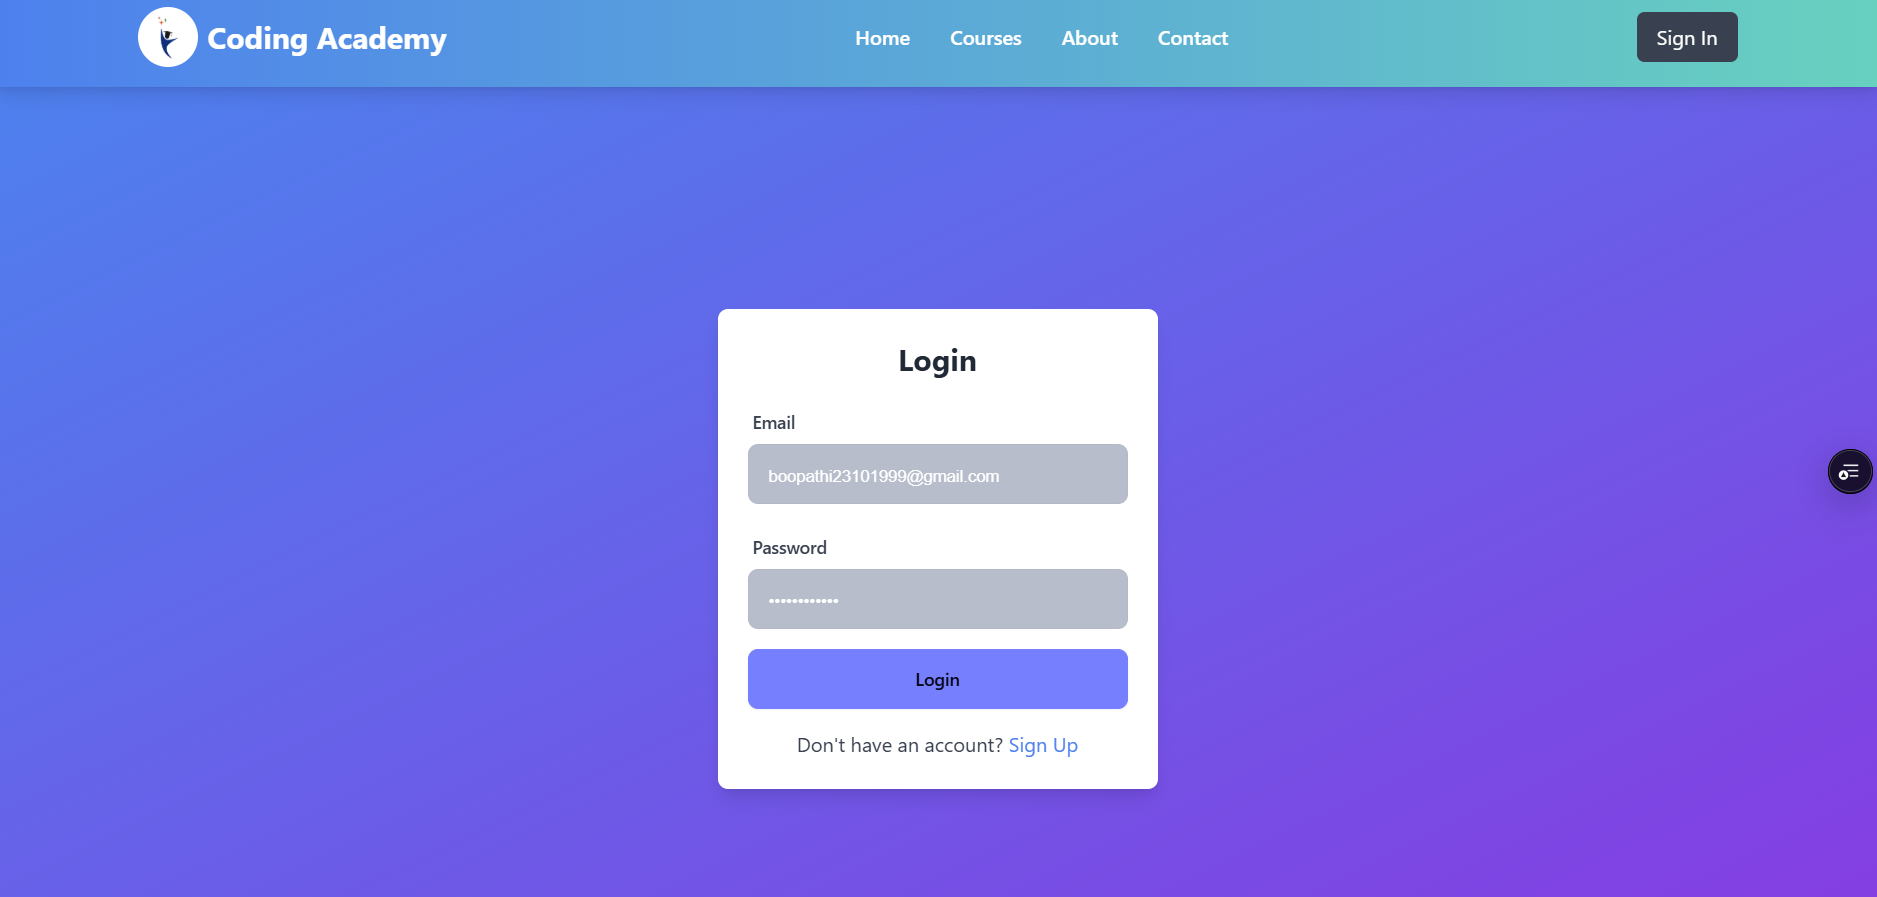 Coding Academy
Home Courses About Contact
Sign In
Login
Email
boopathi23101999@gmail.com
Password
••••••••••••
Login
Don't have an account? Sign Up